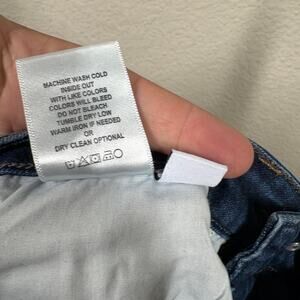 MACHINE WASH COLD
INSIDE OUT
WITH LIKE COLORS
COLORS WILL BLEED
DO NOT BLEACH
TUMBLE DRY LOW
WARM IRON IF NEEDED
OR
DRY CLEAN OPTIONAL